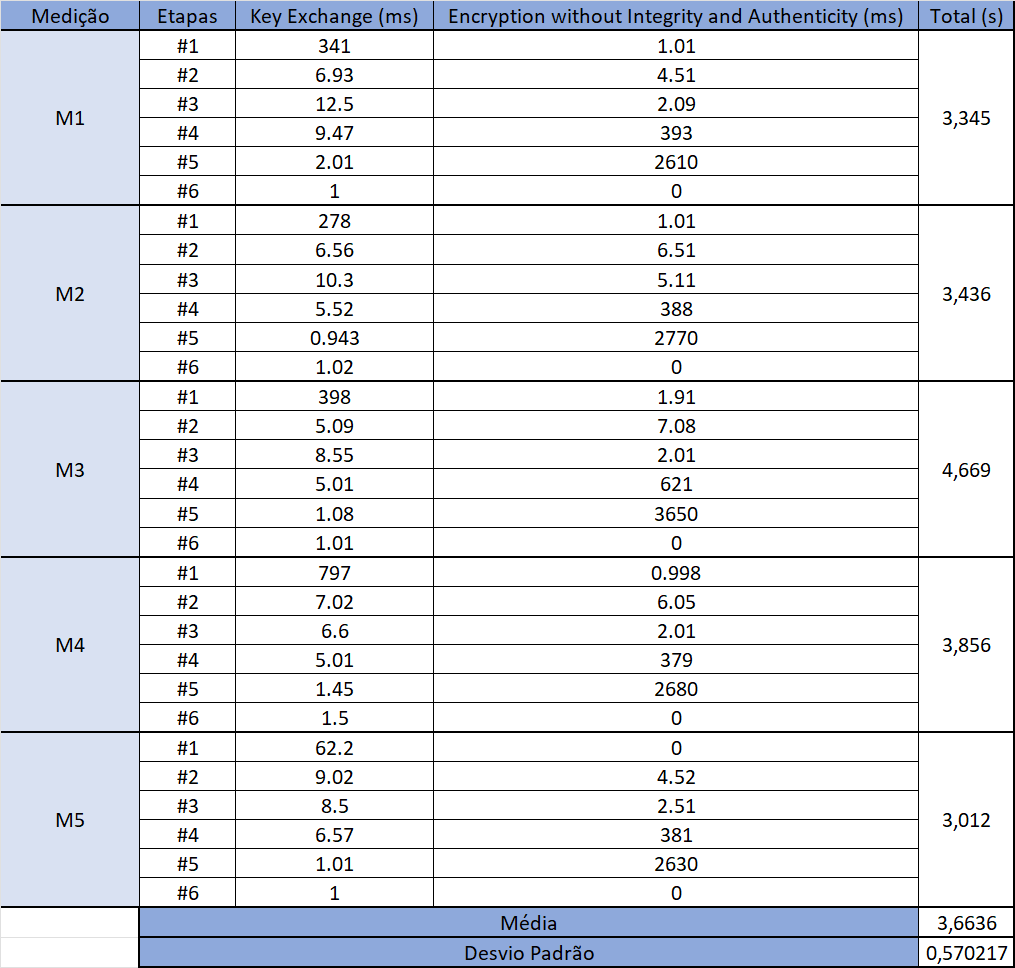 Medição Etapas Key Exchange (ms) Encryption without Integrity and Authenticity (ms) Total (s)
M1 #1 341 1.01 3,345
#2 6.93 4.51
#3 12.5 2.09
#4 9.47 393
#5 2.01 2610
#6 1 0
M2 #1 278 1.01 3,436
#2 6.56 6.51
#3 10.3 5.11
#4 5.52 388
#5 0.943 2770
#6 1.02 0
M3 #1 398 1.91 4,669
#2 5.09 7.08
#3 8.55 2.01
#4 5.01 621
#5 1.08 3650
#6 1.01 0
M4 #1 797 0.998 3,856
#2 7.02 6.05
#3 6.6 2.01
#4 5.01 379
#5 1.45 2680
#6 1.5 0
M5 #1 62.2 0 3,012
#2 9.02 4.52
#3 8.5 2.51
#4 6.57 381
#5 1.01 2630
#6 1 0
Média 3,6636
Desvio Padrão 0,570217